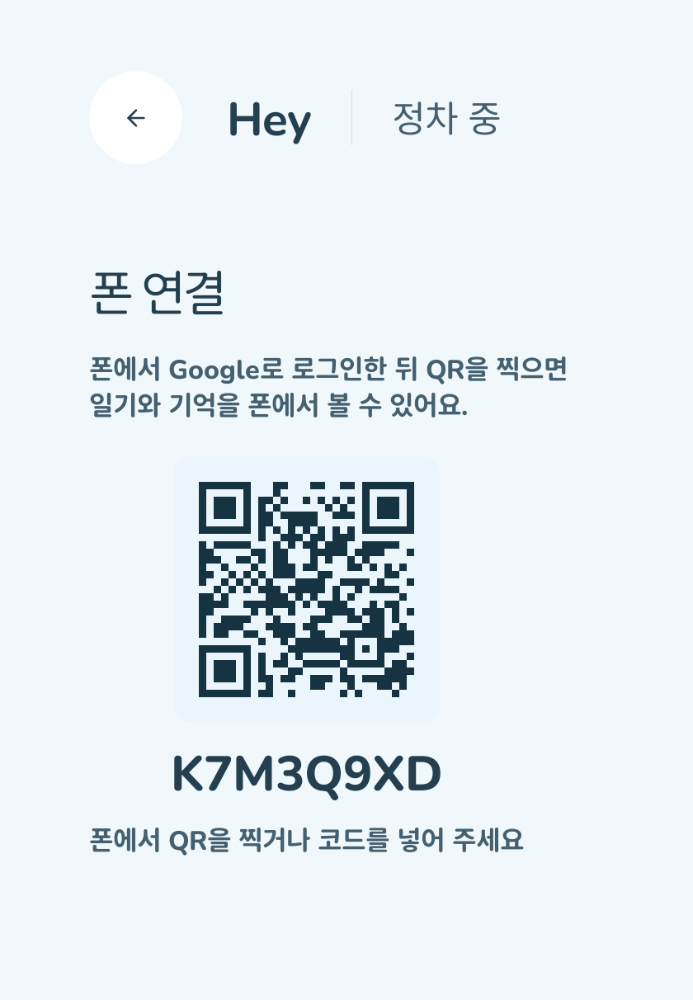 Hey
정차 중
폰 연결
폰에서 Google로 로그인한 뒤 QR을 찍으면
일기와 기억을 폰에서 볼 수 있어요.
K7M3Q9XD
폰에서 QR을 찍거나 코드를 넣어 주세요